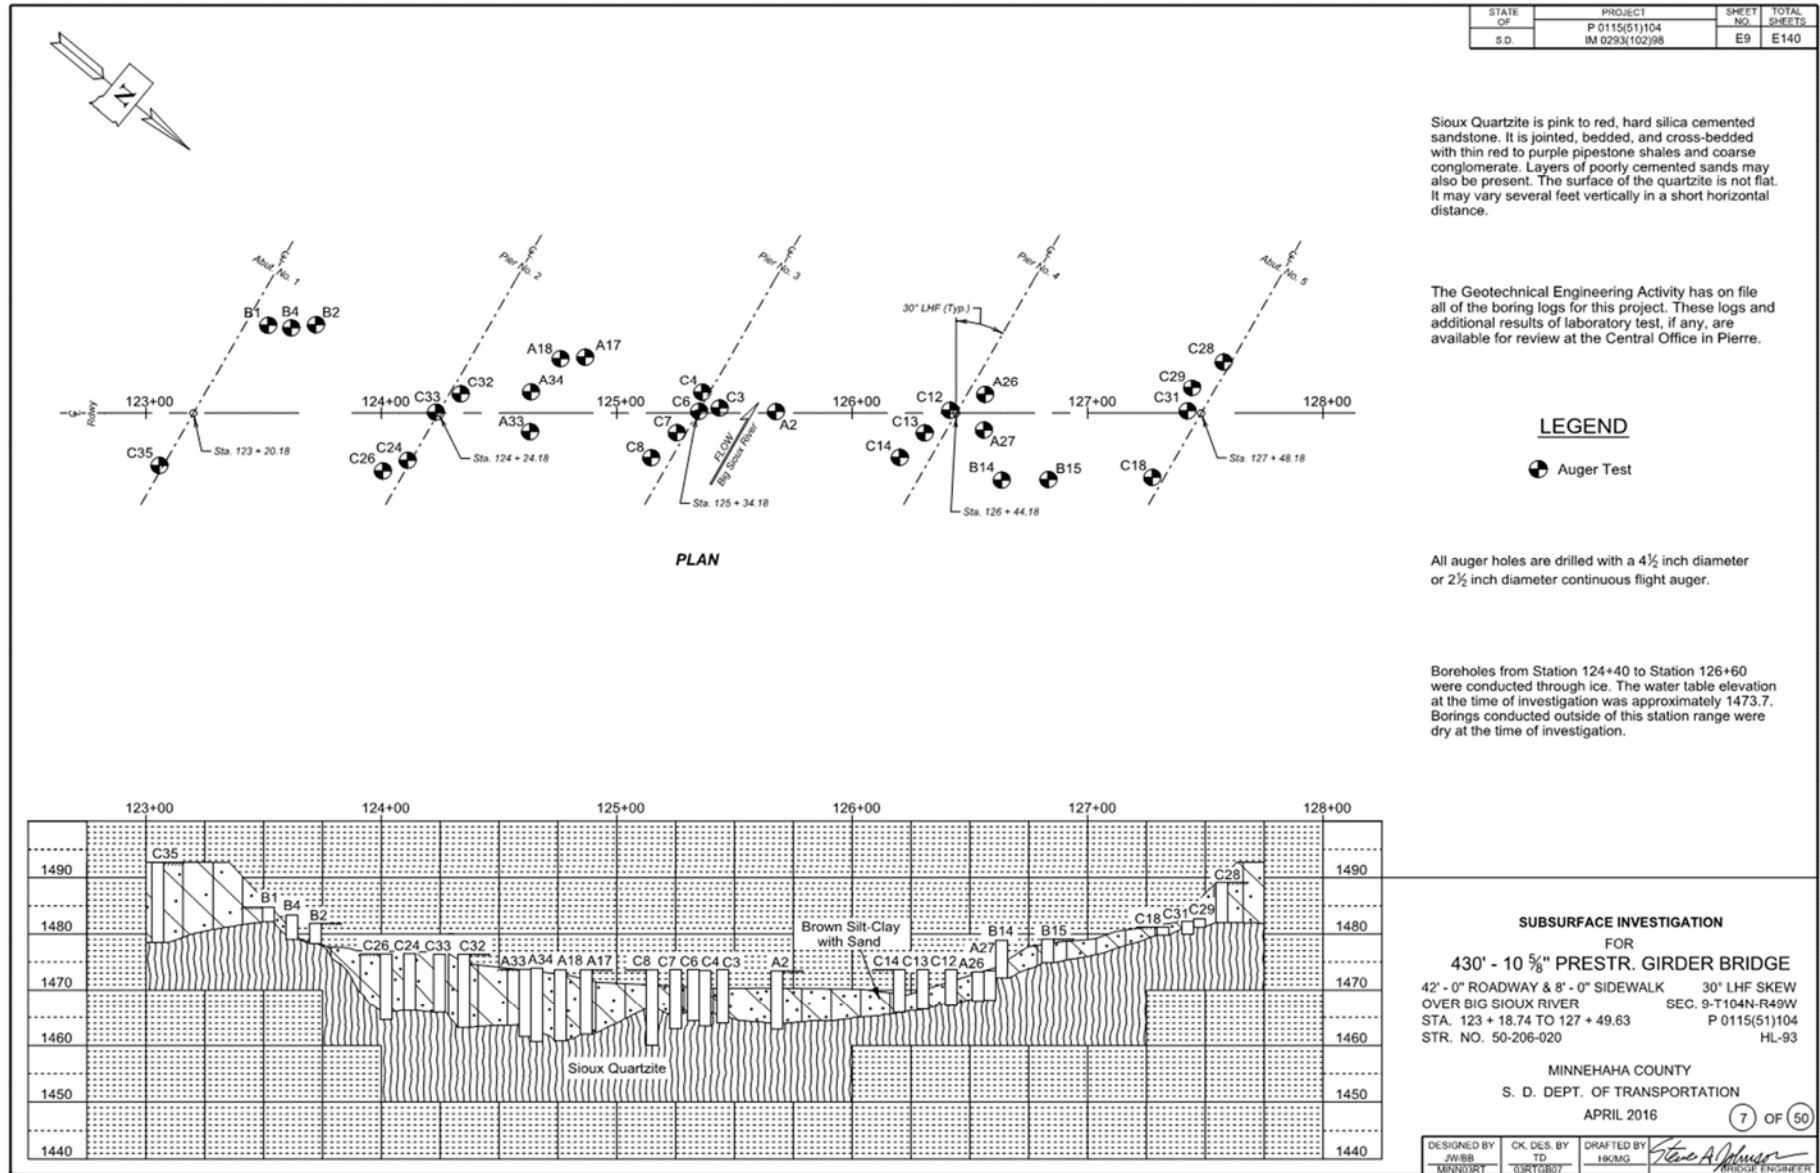 STATE OF S.D.
PROJECT
P 0115(51)104
IM 0293(102)98
SHEET NO.
E9
TOTAL SHEETS
E140
N
Sioux Quartzite is pink to red, hard silica cemented
sandstone. It is jointed, bedded, and cross-bedded
with thin red to purple pipestone shales and coarse
conglomerate. Layers of poorly cemented sands may
also be present. The surface of the quartzite is not flat.
It may vary several feet vertically in a short horizontal
distance.
The Geotechnical Engineering Activity has on file
all of the boring logs for this project. These logs and
additional results of laboratory test, if any, are
available for review at the Central Office in Pierre.
LEGEND
Auger Test
All auger holes are drilled with a 4½ inch diameter
or 2½ inch diameter continuous flight auger.
Boreholes from Station 124+40 to Station 126+60
were conducted through ice. The water table elevation
at the time of investigation was approximately 1473.7.
Borings conducted outside of this station range were
dry at the time of investigation.
Abut. No. 1
Pier No. 2
Pier No. 3
Pier No. 4
Abut. No. 5
30° LHF (Typ.)
B1 B4 B2
A18 A17
C28
C32 A34 C4 A26 C29
Rdwy
123+00 124+00 125+00 126+00 127+00 128+00
C33 C6 C3 A2 C12 C31
A33 C7 C13 A27
C35 C26 C24 C8 C14 B14 B15 C18
FLOW
Big Sioux River
Sta. 123 + 20.18
Sta. 124 + 24.18
Sta. 125 + 34.18
Sta. 126 + 44.18
Sta. 127 + 48.18
PLAN
123+00 124+00 125+00 126+00 127+00 128+00
C35
1490 1490
C28
B1 B4 B2
C18 C31 C29
1480 1480
Brown Silt-Clay
with Sand
B14 B15
C26 C24 C33 C32 A33 A34 A18 A17 C8 C7 C6 C4 C3 A2 C14 C13 C12 A26 A27
1470 1470
1460 1460
Sioux Quartzite
1450 1450
1440 1440
SUBSURFACE INVESTIGATION
FOR
430' - 10 ⅝" PRESTR. GIRDER BRIDGE
42' - 0" ROADWAY & 8' - 0" SIDEWALK 30° LHF SKEW
OVER BIG SIOUX RIVER SEC. 9-T104N-R49W
STA. 123 + 18.74 TO 127 + 49.63 P 0115(51)104
STR. NO. 50-206-020 HL-93
MINNEHAHA COUNTY
S. D. DEPT. OF TRANSPORTATION
APRIL 2016
7 OF 50
DESIGNED BY
JW/BB
MINN03RT
CK. DES. BY
TD
03RTGB07
DRAFTED BY
HK/MG
Steve A Johnson
BRIDGE ENGINEER